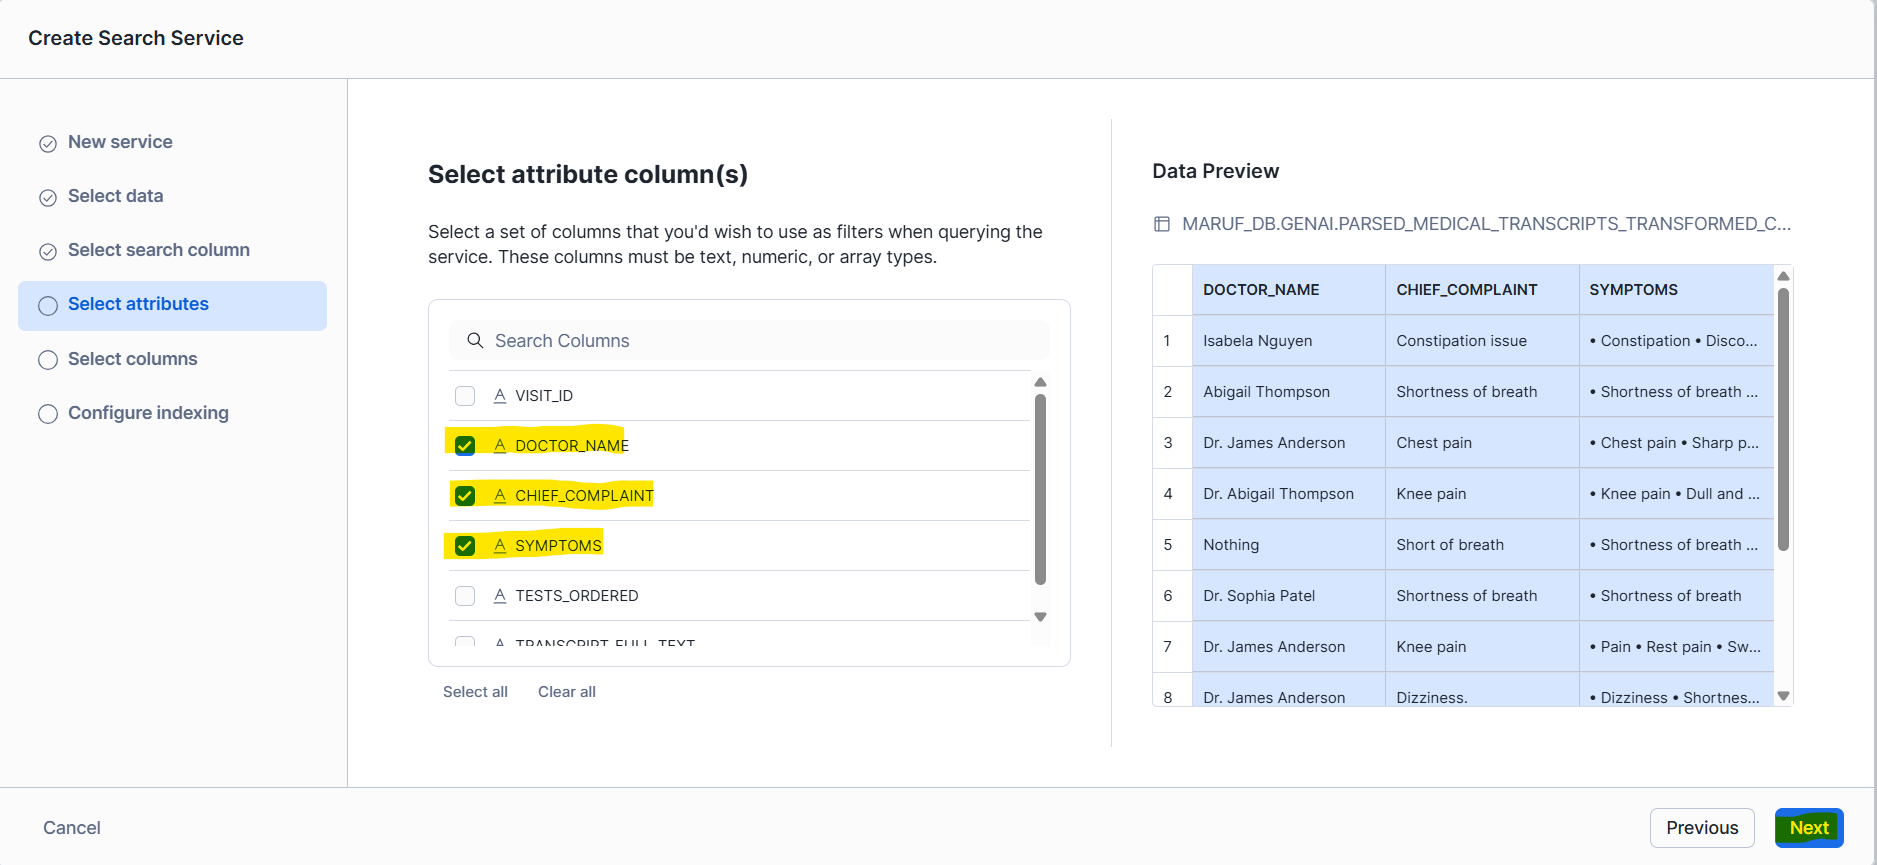 Create Search Service
New service
Select data
Select search column
Select attributes
Select columns
Configure indexing
Select attribute column(s)
Select a set of columns that you'd wish to use as filters when querying the
service. These columns must be text, numeric, or array types.
Search Columns
A VISIT_ID
A DOCTOR_NAME
A CHIEF_COMPLAINT
A SYMPTOMS
A TESTS_ORDERED
A TRANSCRIPT_FULL_TEXT
Select all Clear all
Data Preview
MARUF_DB.GENAI.PARSED_MEDICAL_TRANSCRIPTS_TRANSFORMED_C...
DOCTOR_NAME CHIEF_COMPLAINT SYMPTOMS
1 Isabela Nguyen Constipation issue • Constipation • Disco...
2 Abigail Thompson Shortness of breath • Shortness of breath ...
3 Dr. James Anderson Chest pain • Chest pain • Sharp p...
4 Dr. Abigail Thompson Knee pain • Knee pain • Dull and ...
5 Nothing Short of breath • Shortness of breath ...
6 Dr. Sophia Patel Shortness of breath • Shortness of breath
7 Dr. James Anderson Knee pain • Pain • Rest pain • Sw...
8 Dr. James Anderson Dizziness. • Dizziness • Shortnes...
Cancel Previous Next